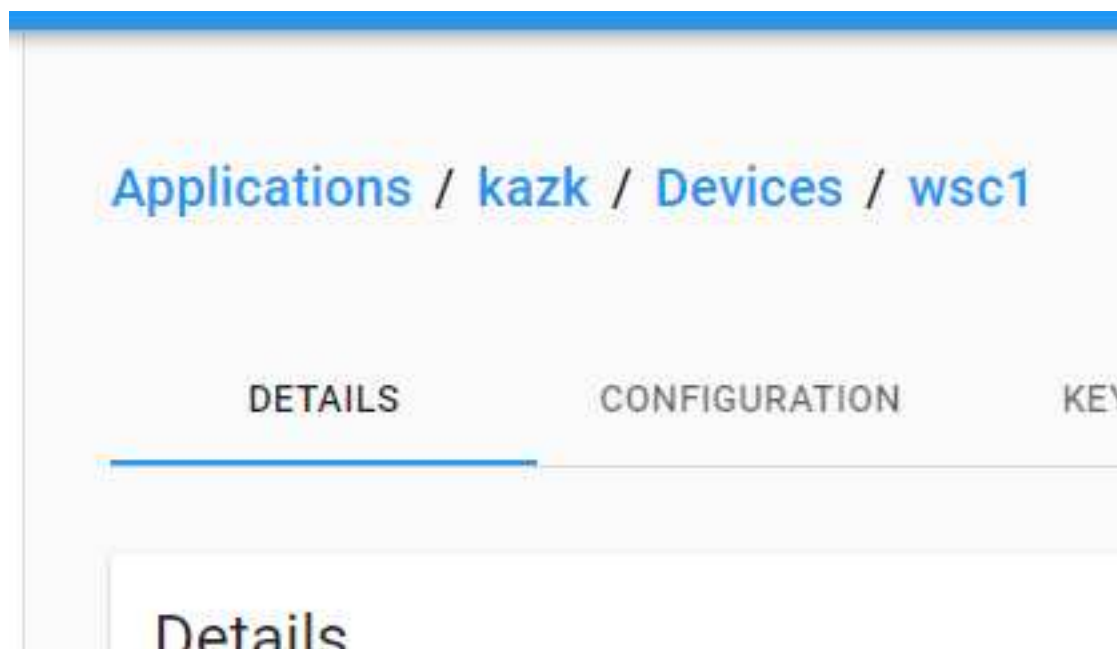 Applications / kazk / Devices / wsc1
DETAILS CONFIGURATION
Details